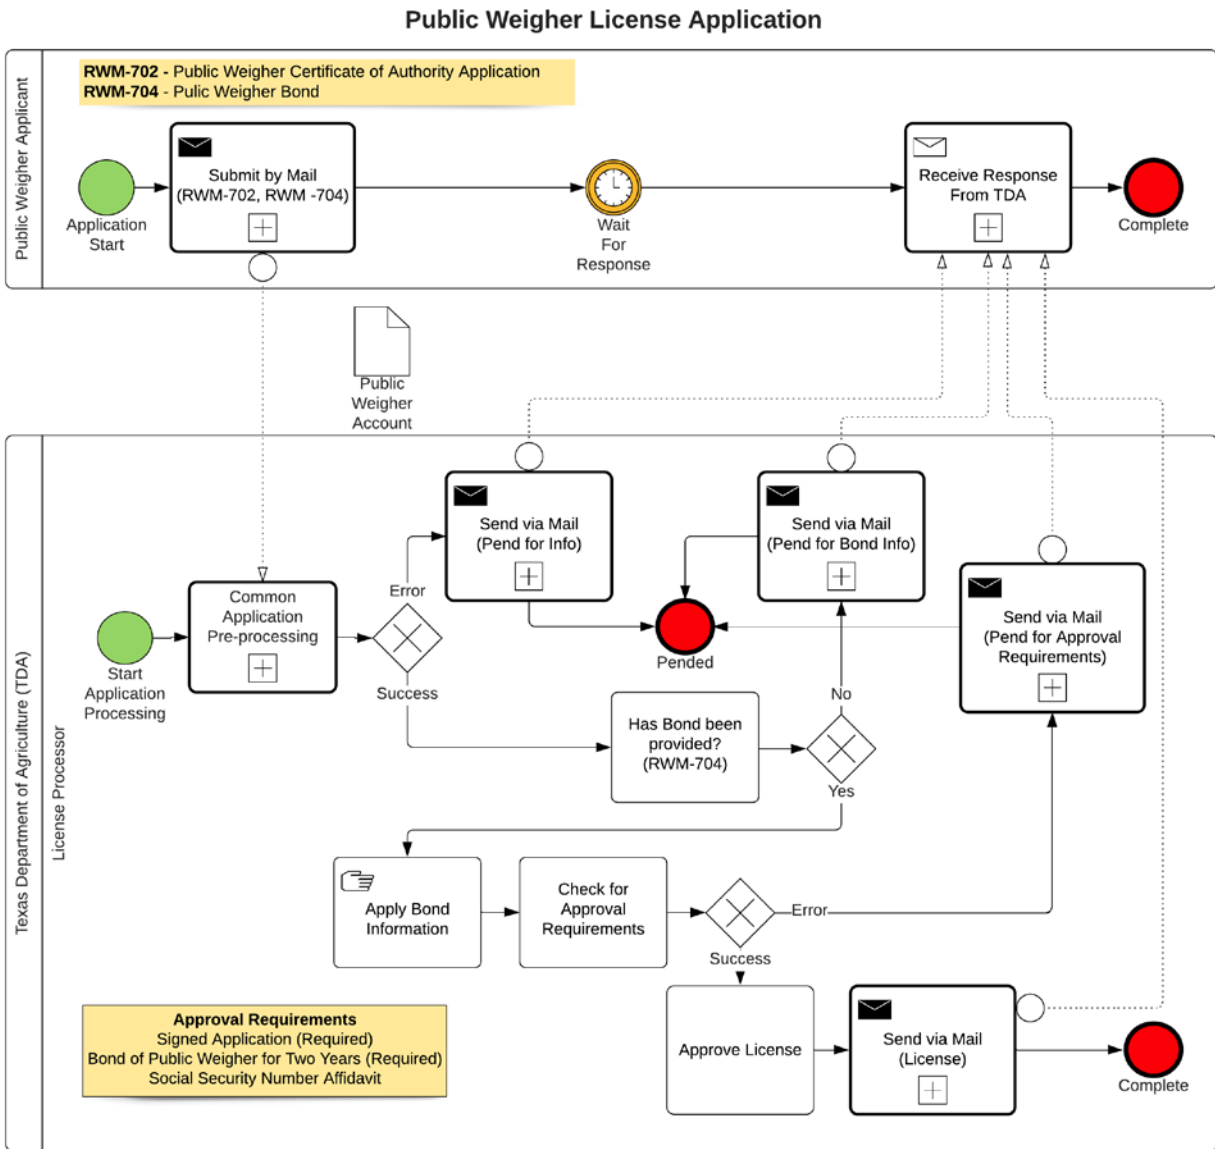 Public Weigher License Application
Public Weigher Applicant
RWM-702 - Public Weigher Certificate of Authority Application
RWM-704 - Pulic Weigher Bond
Application
Start
Submit by Mail
(RWM-702, RWM -704)
Wait
For
Response
Receive Response
From TDA
Complete
Public
Weigher
Account
Texas Department of Agriculture (TDA)
License Processor
Start
Application
Processing
Common
Application
Pre-processing
Error
Success
Send via Mail
(Pend for Info)
Pended
Send via Mail
(Pend for Bond Info)
Send via Mail
(Pend for Approval
Requirements)
Has Bond been
provided?
(RWM-704)
No
Yes
Apply Bond
Information
Check for
Approval
Requirements
Error
Success
Approve License
Send via Mail
(License)
Complete
Approval Requirements
Signed Application (Required)
Bond of Public Weigher for Two Years (Required)
Social Security Number Affidavit